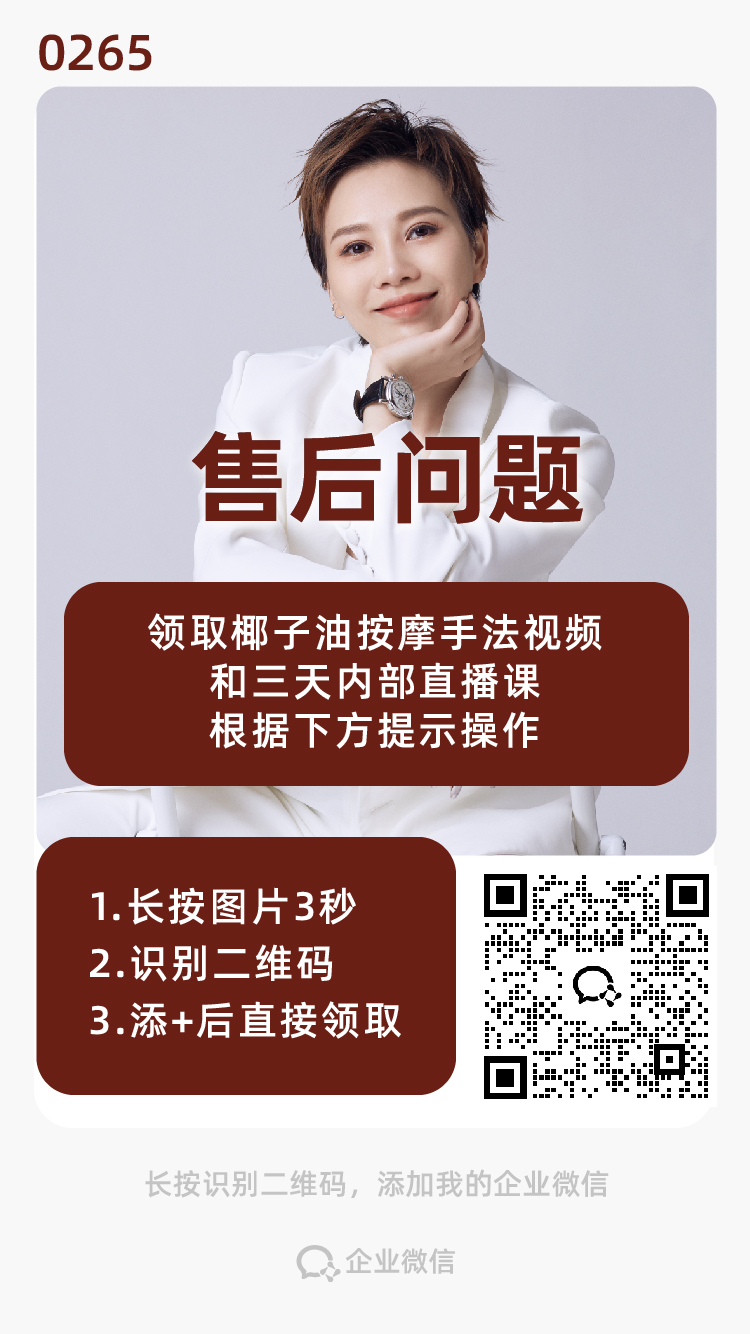 0265
售后问题
领取椰子油按摩手法视频
和三天内部直播课
根据下方提示操作
1.长按图片3秒
2.识别二维码
3.添+后直接领取
长按识别二维码，添加我的企业微信
企业微信